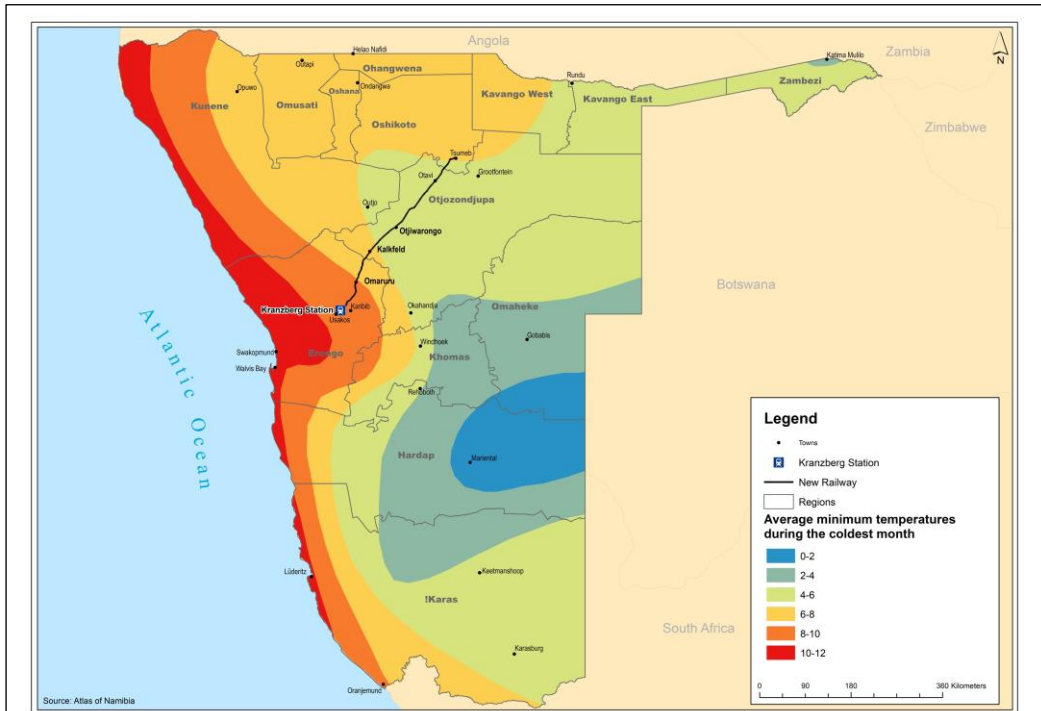 Angola
Zambia
N
Helao Nafidi
Outapi
Ohangwena
Katima Mulilo
Oshana
Ondangwa
Rundu
Zambezi
Opuwo
Kavango West
Kavango East
Kunene
Omusati
Oshikoto
Zimbabwe
Tsumeb
Otavi
Grootfontein
Otjozondjupa
Outjo
Otjiwarongo
Kalkfeld
Omaruru
Botswana
Kranzberg Station
Karibib
Usakos
Okahandja
Omaheke
Atlantic Ocean
Swakopmund
Erongo
Windhoek
Khomas
Gobabis
Walvis Bay
Rehoboth
Hardap
Mariental
Lüderitz
Keetmanshoop
!Karas
South Africa
Karasburg
Oranjemund
Legend
Towns
Kranzberg Station
New Railway
Regions
Average minimum temperatures
during the coldest month
0-2
2-4
4-6
6-8
8-10
10-12
0 90 180 360 Kilometers
Source: Atlas of Namibia